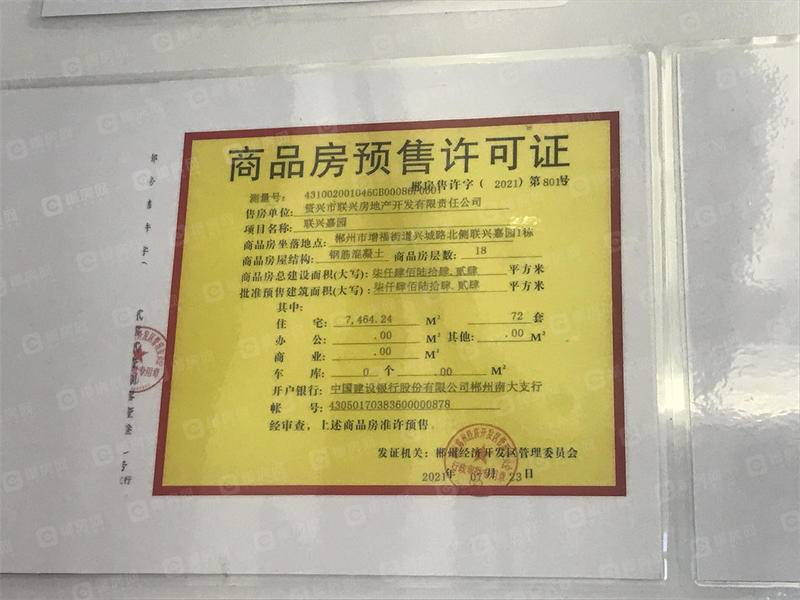 商品房预售许可证
郴房售许字( 2021)第801号
测量号:
售房单位: 资兴市联兴房地产开发有限责任公司
项目名称: 联兴嘉园
商品房坐落地点: 郴州市增福街道兴城路北侧联兴嘉园1栋
商品房屋结构: 钢筋混凝土 商品房层数: 18
商品房总建设面积(大写): 柒仟肆佰陆拾肆.贰肆 平方米
批准预售建筑面积(大写): 柒仟肆佰陆拾肆.贰肆 平方米
其中:
住 宅: 7,464.24 M² 72 套
办 公: .00 M² 其他: .00 M²
商 业: .00 M²
车 库: 0 个 .00 M²
开户银行: 中国建设银行股份有限公司郴州南大支行
帐 号: 43050170383600000878
经审查,上述商品房准许预售。
发证机关: 郴州经济开发区管理委员会
2021年 07月 23日